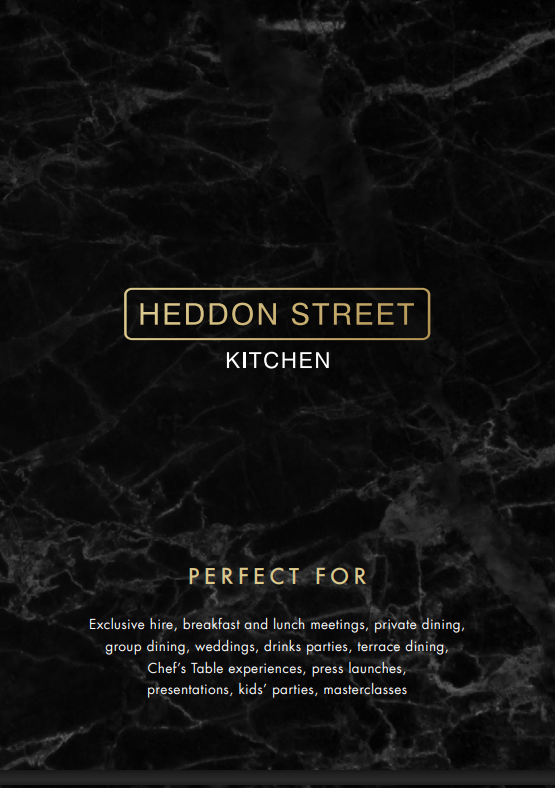 HEDDON STREET
KITCHEN
PERFECT FOR
Exclusive hire, breakfast and lunch meetings, private dining,
group dining, weddings, drinks parties, terrace dining,
Chef's Table experiences, press launches,
presentations, kids' parties, masterclasses